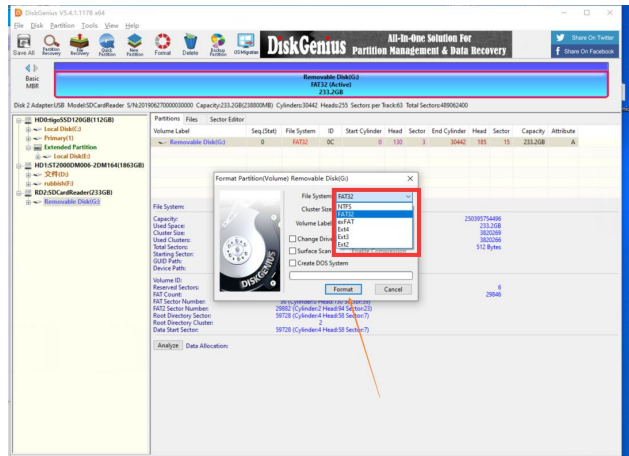 DiskGenius V5.4.1.1178 x64
File Disk Partition Tools View Help
Save All
Partition Recovery
File Recovery
Quick Partition
New Partition
Format
Delete
Backup Partition
OS Migration
DiskGenius
All-In-One Solution For
Partition Management & Data Recovery
Share On Twitter
Share On Facebook
Basic
MBR
Removable Disk(G:)
FAT32 (Active)
233.2GB
Disk 2 Adapter:USB Model:SDCardReader S/N:201906270000000000 Capacity:233.2GB(238800MB) Cylinders:30442 Heads:255 Sectors per Track:63 Total Sectors:489062400
HD0:tigoSSD120GB(112GB)
Local Disk(C:)
Primary(1)
Extended Partition
Local Disk(E:)
HD1:ST2000DM006-2DM164(1863GB)
文件(D:)
rubbish(F:)
RD2:SDCardReader(233GB)
Removable Disk(G:)
Partitions Files Sector Editor
Volume Label Seq.(Stat) File System ID Start Cylinder Head Sector End Cylinder Head Sector Capacity Attribute
Removable Disk(G:) 0 FAT32 0C 0 130 3 30442 185 15 233.2GB A
Format Partition(Volume) Removable Disk(G:)
File System: FAT32
NTFS
FAT32
exFAT
Ext4
Ext3
Ext2
Cluster Size
Volume Label
Change Drive
Surface Scan
Create DOS System
DISKGENIUS
Format Cancel
File System:
Capacity: 250395754496
Used Space: 233.2GB
Cluster Size: 3820269
Used Clusters: 3820266
Total Sectors: 512 Bytes
Starting Sector:
GUID Path:
Device Path:
Volume ID:
Reserved Sectors: 6
FAT Count: 29846
FAT Sector Number:
FAT2 Sector Number: 29882 (Cylinder:2 Head:94 Sector:23)
Root Directory Sector: 59728 (Cylinder:4 Head:58 Sector:7)
Root Directory Cluster: 2
Data Start Sector: 59728 (Cylinder:4 Head:58 Sector:7)
Analyze Data Allocation: